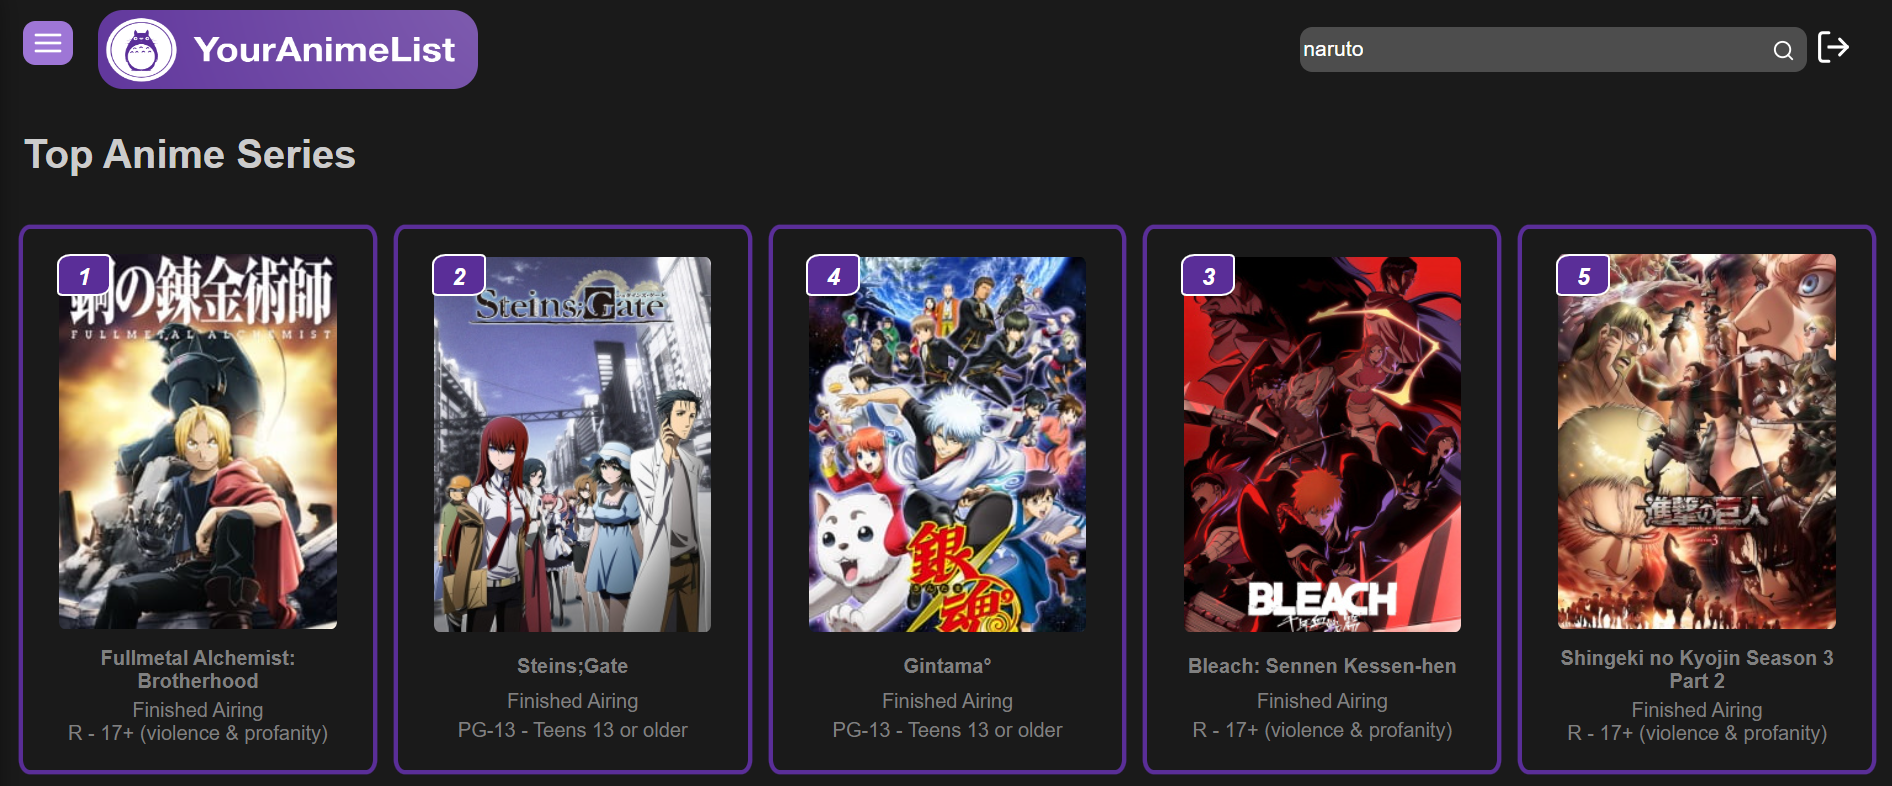 YourAnimeList
naruto
Top Anime Series
1
鋼の錬金術師
FULLMETAL ALCHEMIST
Fullmetal Alchemist:
Brotherhood
Finished Airing
R - 17+ (violence & profanity)
2
Steins;Gate
Steins;Gate
Finished Airing
PG-13 - Teens 13 or older
4
銀魂°
Gintama°
Finished Airing
PG-13 - Teens 13 or older
3
BLEACH
千年血戦篇
Bleach: Sennen Kessen-hen
Finished Airing
R - 17+ (violence & profanity)
5
進撃の巨人
3
Shingeki no Kyojin Season 3
Part 2
Finished Airing
R - 17+ (violence & profanity)